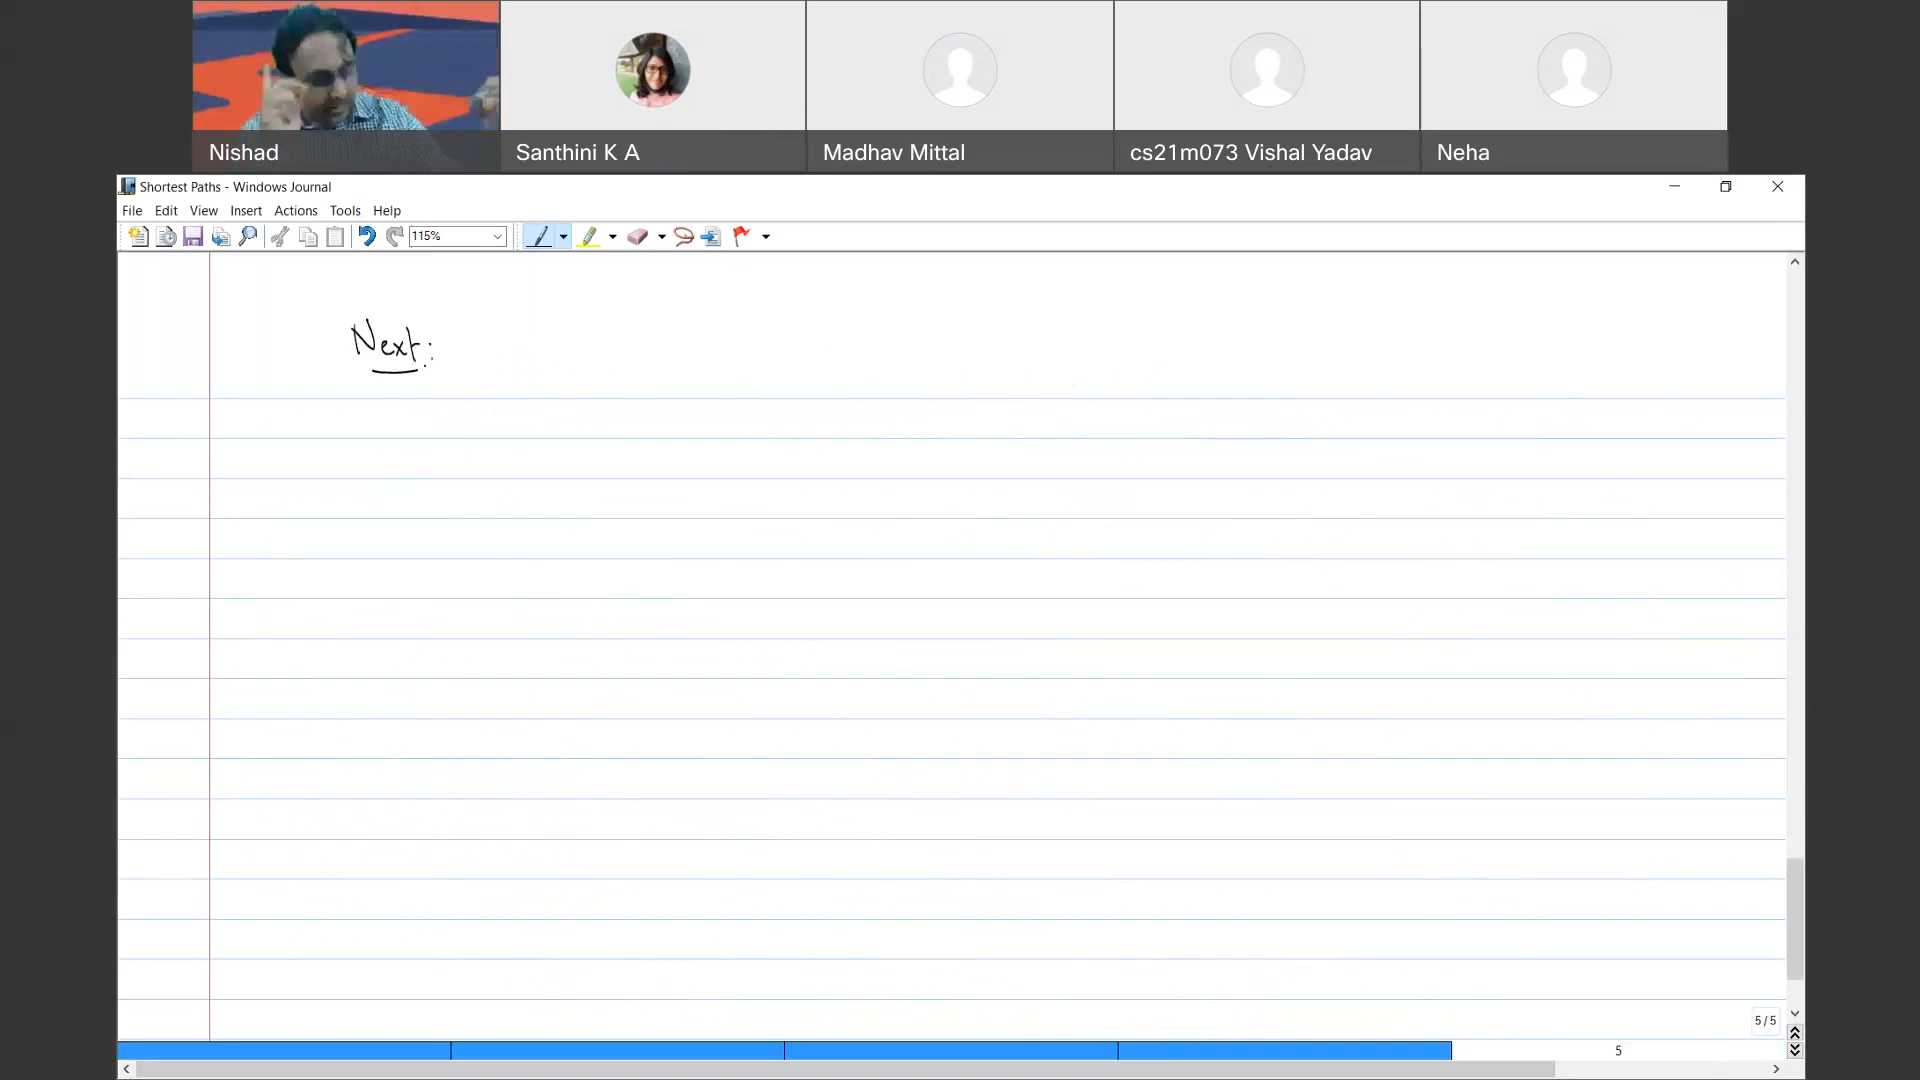 Nishad
Santhini K A
Madhav Mittal
cs21m073 Vishal Yadav
Neha
Shortest Paths - Windows Journal
File Edit View Insert Actions Tools Help
115%
Next:
5 / 5
5